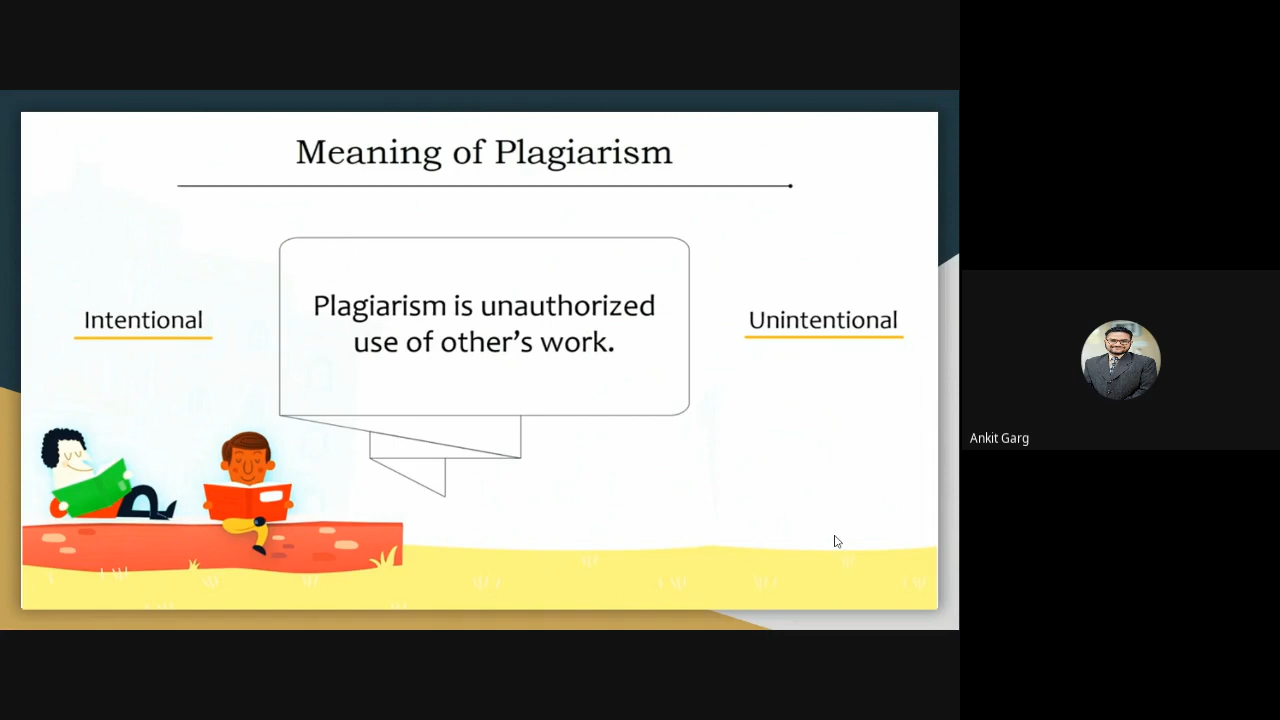 Meaning of Plagiarism
Intentional
Plagiarism is unauthorized
use of other's work.
Unintentional
Ankit Garg